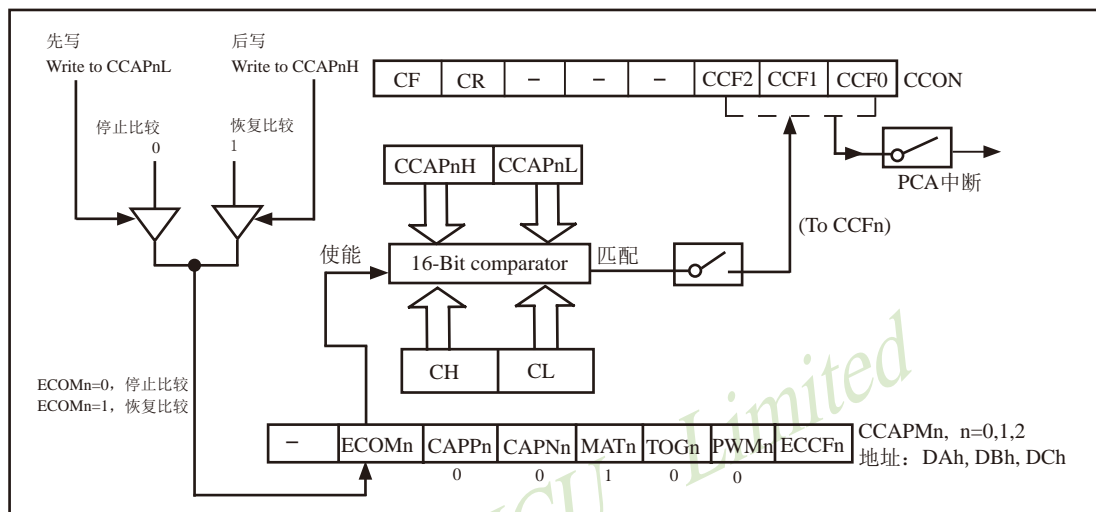 先写
Write to CCAPnL
后写
Write to CCAPnH
停止比较
0
恢复比较
1
CF CR – – – CCF2 CCF1 CCF0 CCON
PCA中断
CCAPnH CCAPnL
(To CCFn)
使能
16-Bit comparator
匹配
CH CL
ECOMn=0，停止比较
ECOMn=1，恢复比较
– ECOMn CAPPn CAPNn MATn TOGn PWMn ECCFn
0 0 1 0 0
CCAPMn, n=0,1,2
地址：DAh, DBh, DCh
MCU Limited